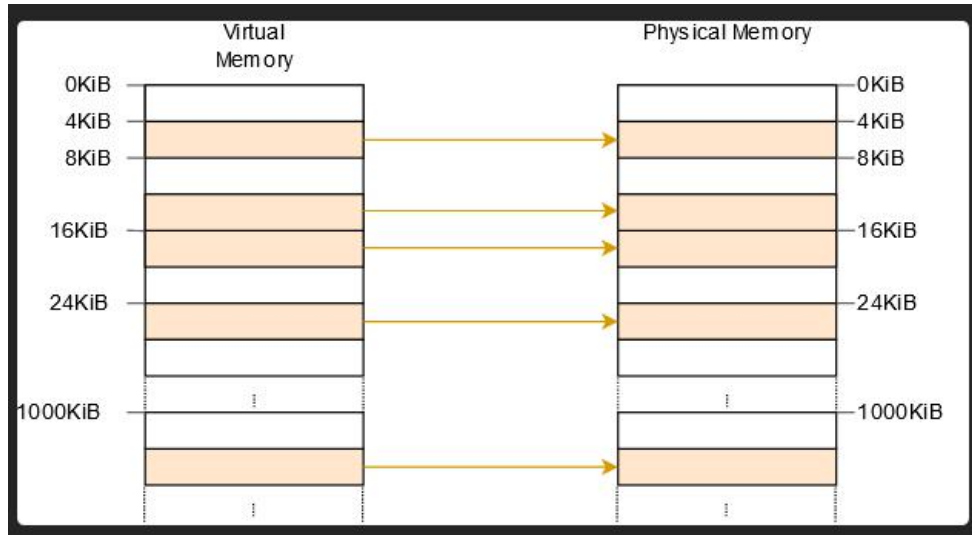 Virtual
Memory
Physical Memory
0KiB
0KiB
4KiB
4KiB
8KiB
8KiB
16KiB
16KiB
24KiB
24KiB
1000KiB
1000KiB